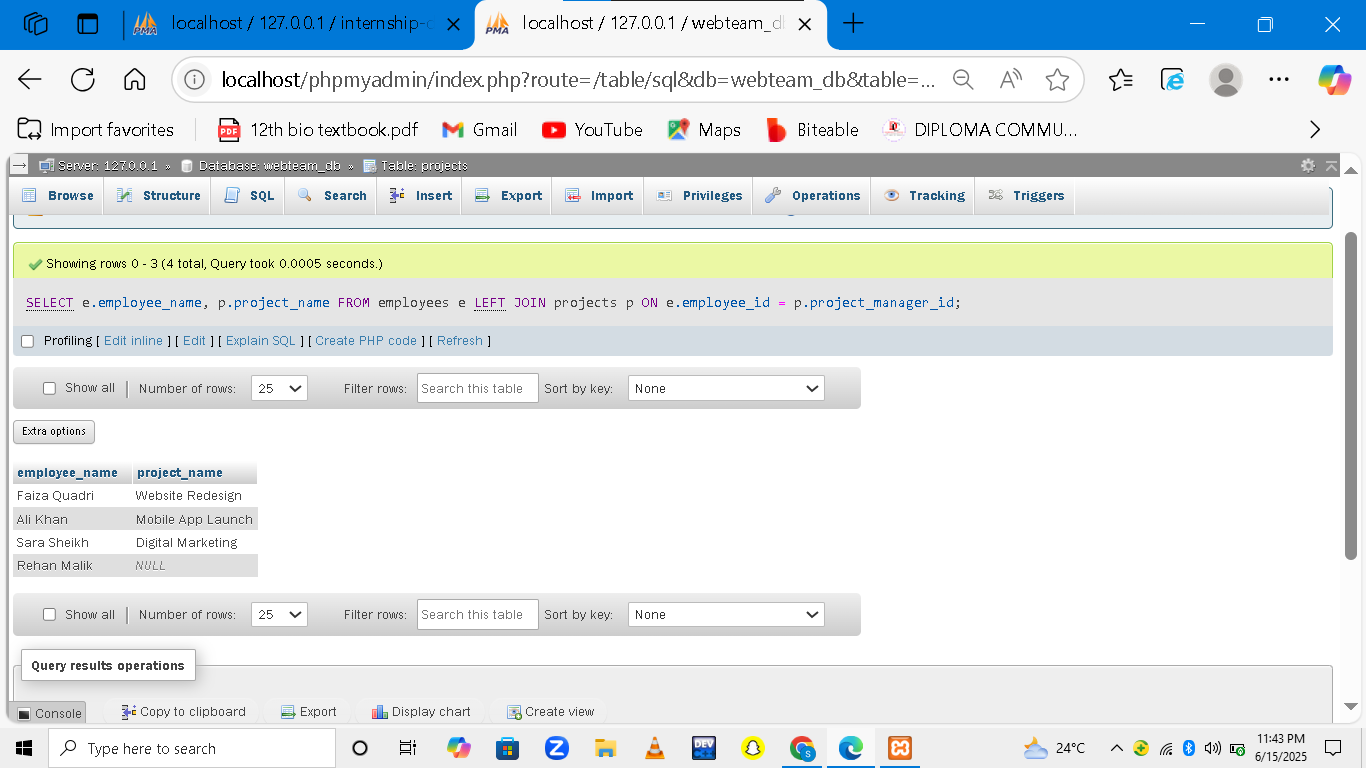 localhost / 127.0.0.1 / internship-
localhost / 127.0.0.1 / webteam_d
localhost/phpmyadmin/index.php?route=/table/sql&db=webteam_db&table=...
Import favorites
12th bio textbook.pdf
Gmail
YouTube
Maps
Biteable
DIPLOMA COMMU...
Server: 127.0.0.1 » Database: webteam_db » Table: projects
Browse
Structure
SQL
Search
Insert
Export
Import
Privileges
Operations
Tracking
Triggers
Showing rows 0 - 3 (4 total, Query took 0.0005 seconds.)
SELECT e.employee_name, p.project_name FROM employees e LEFT JOIN projects p ON e.employee_id = p.project_manager_id;
Profiling [ Edit inline ] [ Edit ] [ Explain SQL ] [ Create PHP code ] [ Refresh ]
Show all | Number of rows: 25 Filter rows: Search this table Sort by key: None
Extra options
employee_name project_name
Faiza Quadri Website Redesign
Ali Khan Mobile App Launch
Sara Sheikh Digital Marketing
Rehan Malik NULL
Show all | Number of rows: 25 Filter rows: Search this table Sort by key: None
Query results operations
Console
Copy to clipboard
Export
Display chart
Create view
Type here to search
24°C
11:43 PM
6/15/2025